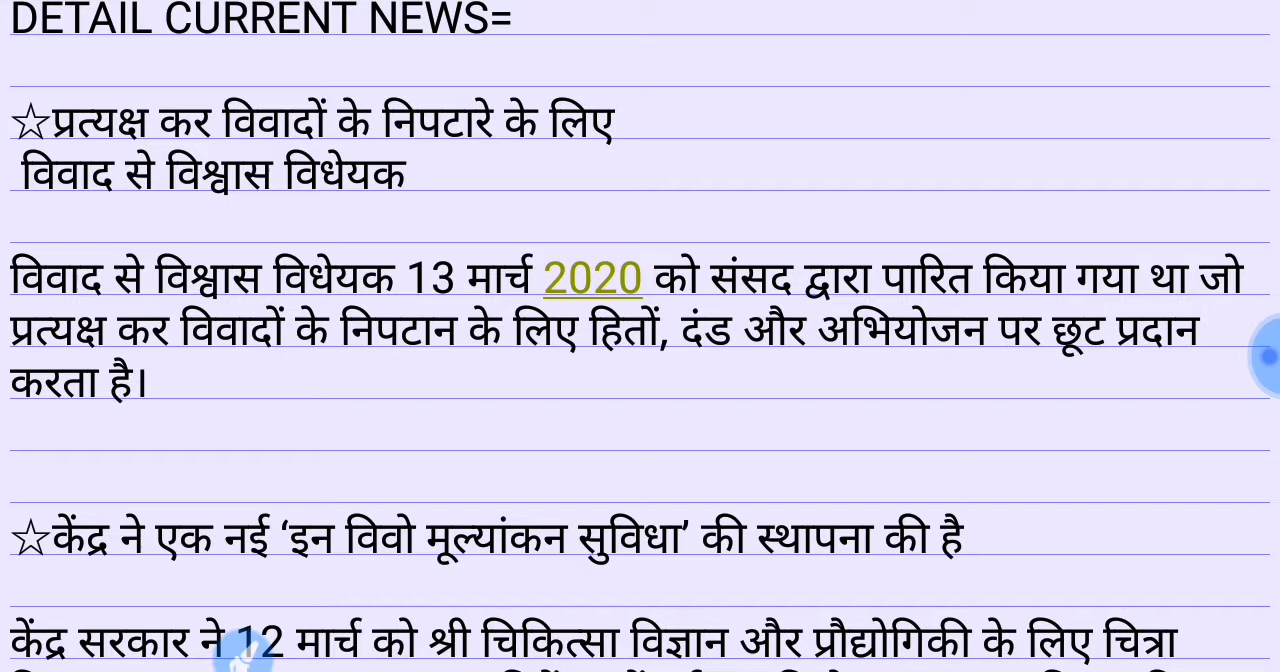 DETAIL CURRENT NEWS=
☆प्रत्यक्ष कर विवादों के निपटारे के लिए
विवाद से विश्वास विधेयक
विवाद से विश्वास विधेयक 13 मार्च 2020 को संसद द्वारा पारित किया गया था जो
प्रत्यक्ष कर विवादों के निपटान के लिए हितों, दंड और अभियोजन पर छूट प्रदान
करता है।
☆केंद्र ने एक नई ‘इन विवो मूल्यांकन सुविधा’ की स्थापना की है
केंद्र सरकार ने 12 मार्च को श्री चिकित्सा विज्ञान और प्रौद्योगिकी के लिए चित्रा